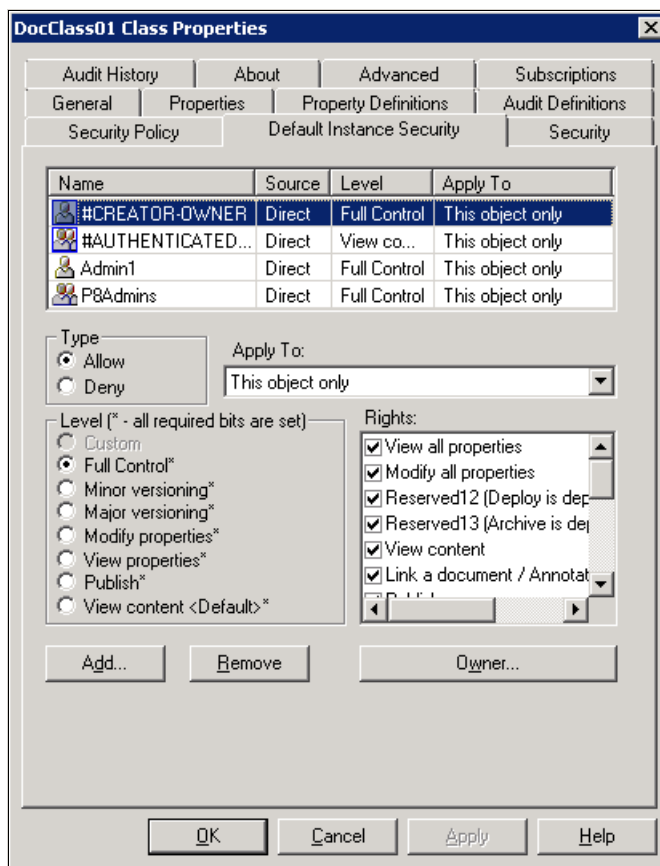 DocClass01 Class Properties
Audit History About Advanced Subscriptions
General Properties Property Definitions Audit Definitions
Security Policy Default Instance Security Security
Name Source Level Apply To
#CREATOR-OWNER Direct Full Control This object only
#AUTHENTICATED... Direct View co... This object only
Admin1 Direct Full Control This object only
P8Admins Direct Full Control This object only
Type
Allow
Deny
Apply To:
This object only
Level (* - all required bits are set)
Custom
Full Control*
Minor versioning*
Major versioning*
Modify properties*
View properties*
Publish*
View content <Default>*
Rights:
View all properties
Modify all properties
Reserved12 (Deploy is dep
Reserved13 (Archive is dep
View content
Link a document / Annotat
Add... Remove Owner...
OK Cancel Apply Help